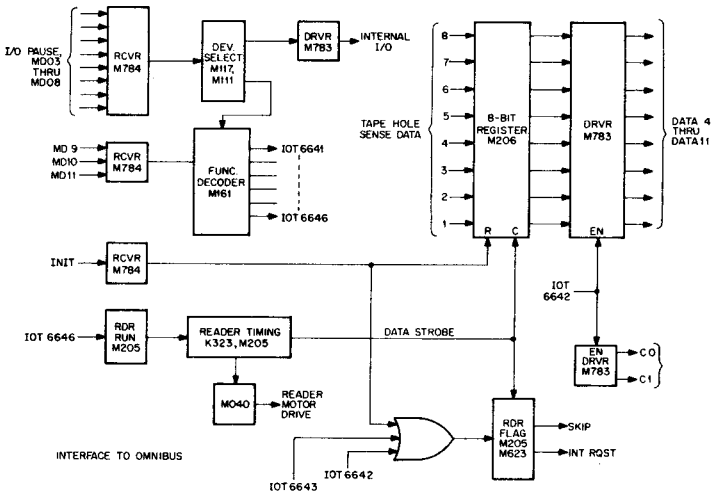 I/O PAUSE,
MD03
THRU
MD08
RCVR
M784
DEV.
SELECT
M117,
M111
DRVR
M783
INTERNAL
I/O
MD 9
MD10
MD11
RCVR
M784
FUNC.
DECODER
M161
IOT 6641
IOT 6646
TAPE HOLE
SENSE DATA
8
7
6
5
4
3
2
1
8-BIT
REGISTER
M206
R
C
DRVR
M783
EN
DATA 4
THRU
DATA 11
INIT
RCVR
M784
IOT
6642
IOT 6646
RDR
RUN
M205
READER TIMING
K323, M205
DATA STROBE
EN
DRVR
M783
C0
C1
M040
READER
MOTOR
DRIVE
RDR
FLAG
M205
M623
SKIP
INT RQST
INTERFACE TO OMNIBUS
IOT 6642
IOT 6643